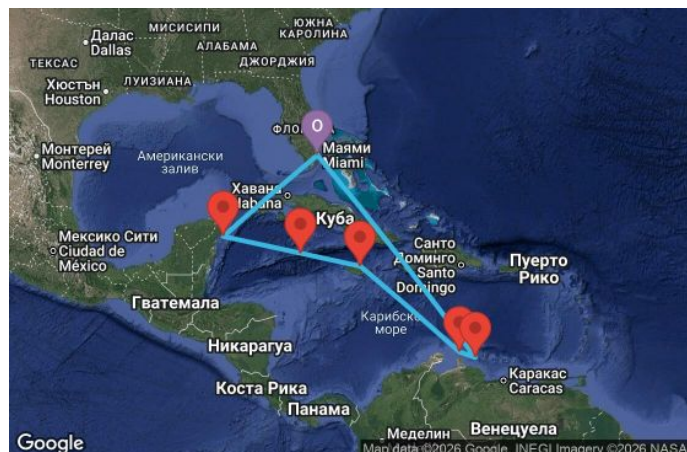 Далас
Dallas
МИСИСИПИ
ЮЖНА
КАРОЛИНА
АЛАБАМА
ТЕКСАС
ДЖОРДЖИЯ
Хюстън
Houston
ЛУИЗИАНА
O
Монтерей
Monterrey
Американски
залив
Маями
Miami
Хавана
Куба
Мексико Сити
Ciudad de
México
Санто
Доминго
Santo
Domingo
Пуерто
Рико
Гватемала
Карибско
море
Никарагуа
Каракас
Caracas
Коста Рика
Панама
Венецуела
Меделин
Google
Map data ©2026 Google, INEGI Imagery ©2026 NASA